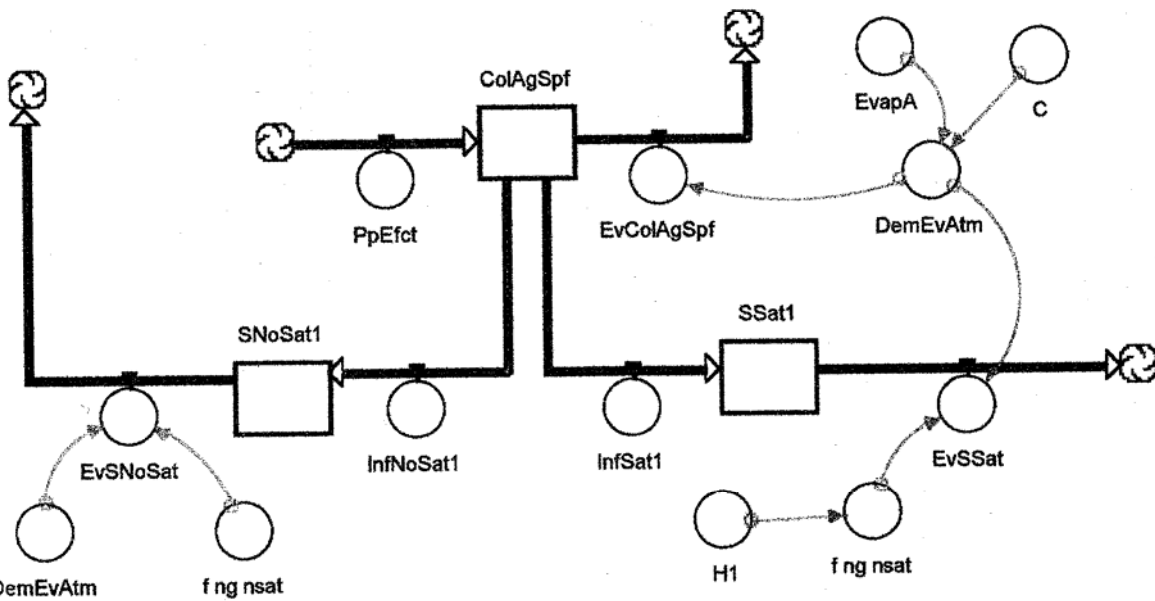 ColAgSpf
EvapA
C
PpEfct
EvColAgSpf
DemEvAtm
SNoSat1
SSat1
EvSNoSat
InfNoSat1
InfSat1
EvSSat
DemEvAtm
f ng nsat
H1
f ng nsat